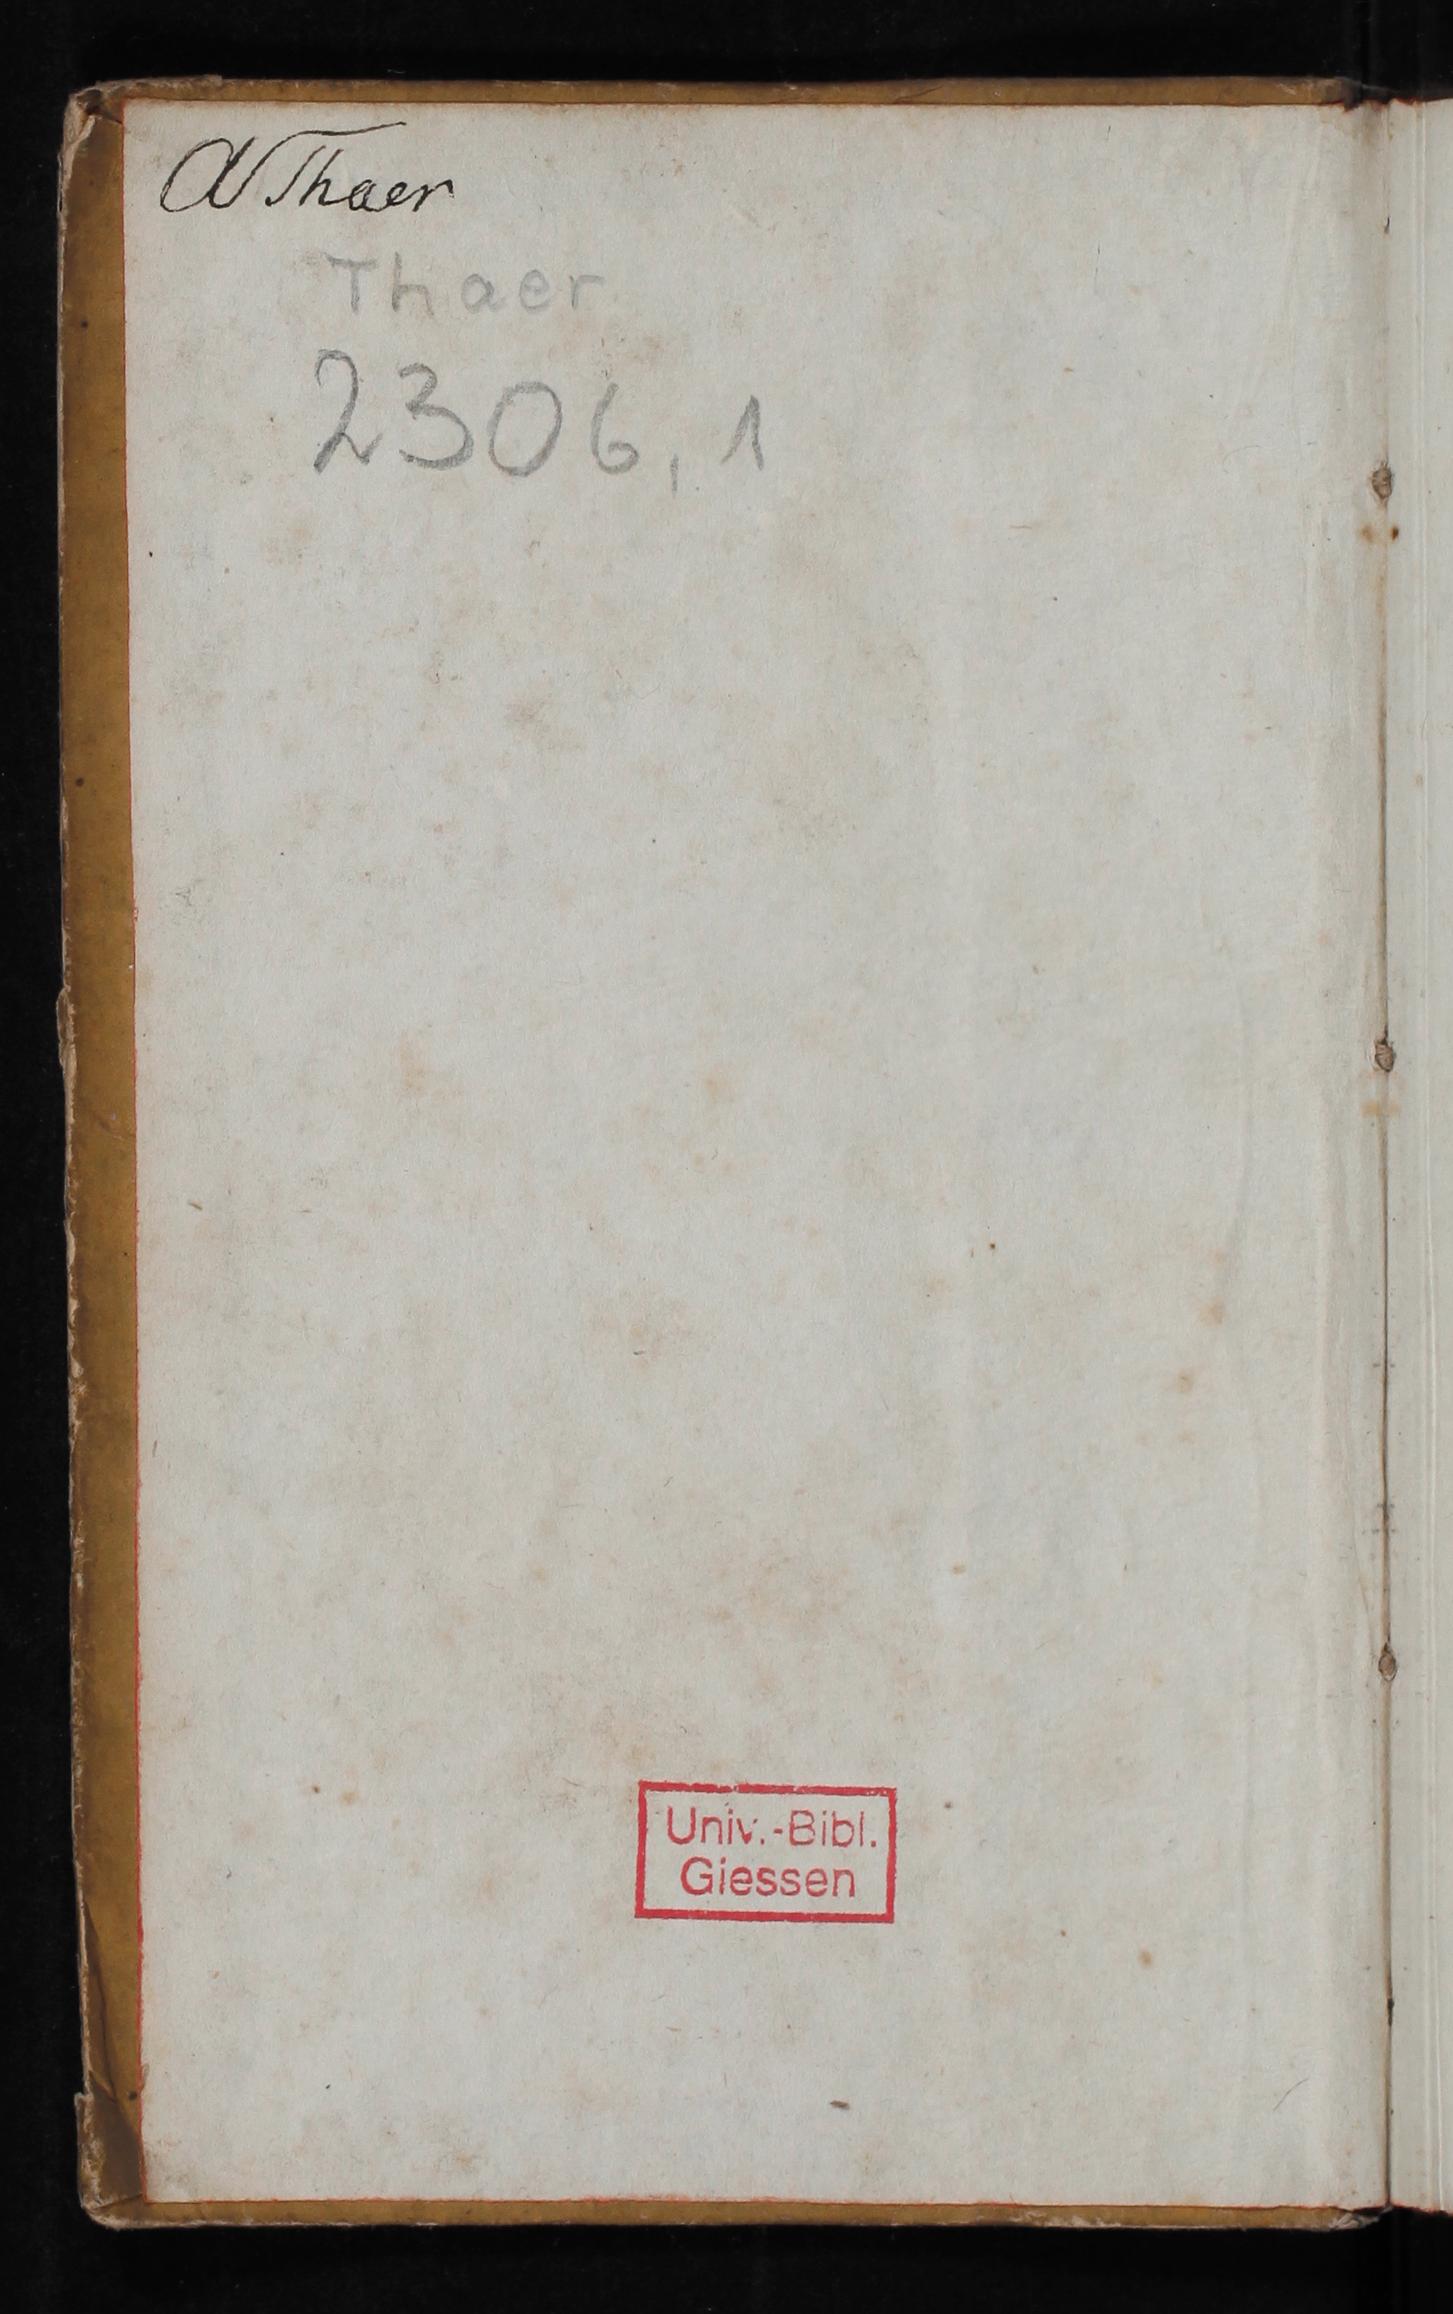 A Thaer
Thaer
2306, 1
Univ.-Bibl.
Giessen